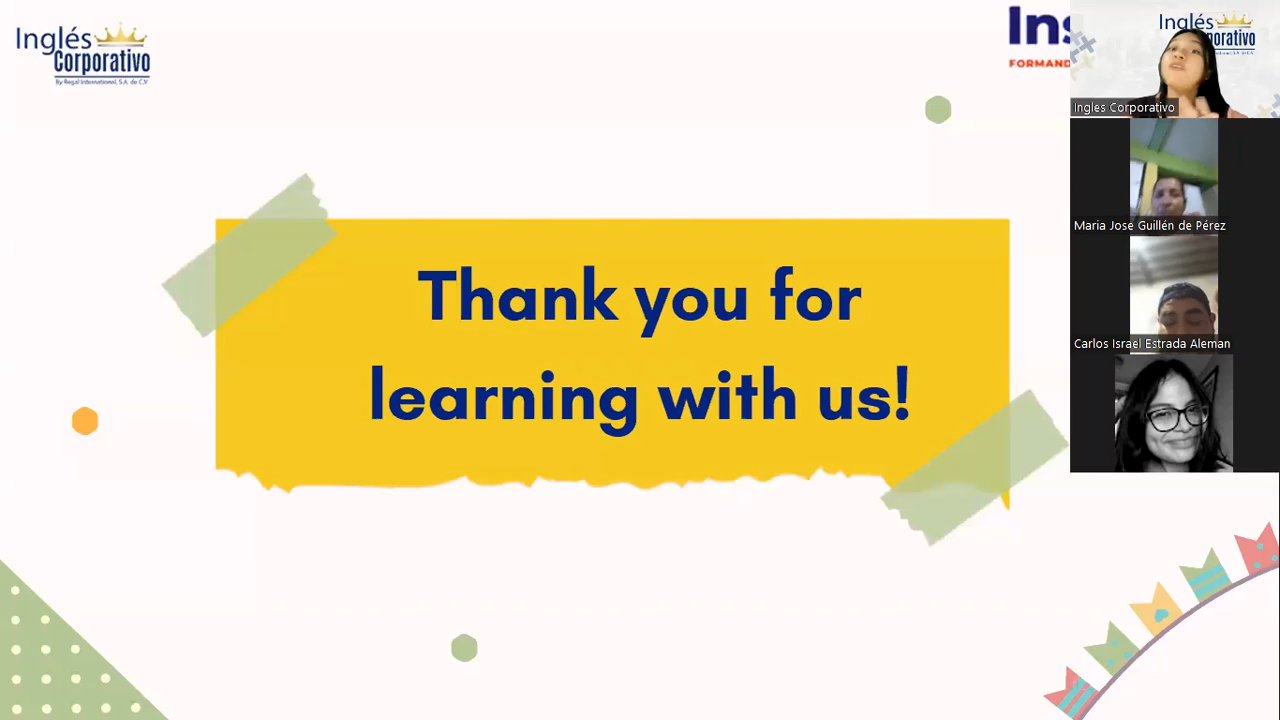 Inglés
Corporativo
By Regal International, S.A. de C.V
Ins
FORMAND
Inglés
porativo
Ingles Corporativo
Maria Jose Guillén de Pérez
Carlos Israel Estrada Aleman
Thank you for
learning with us!